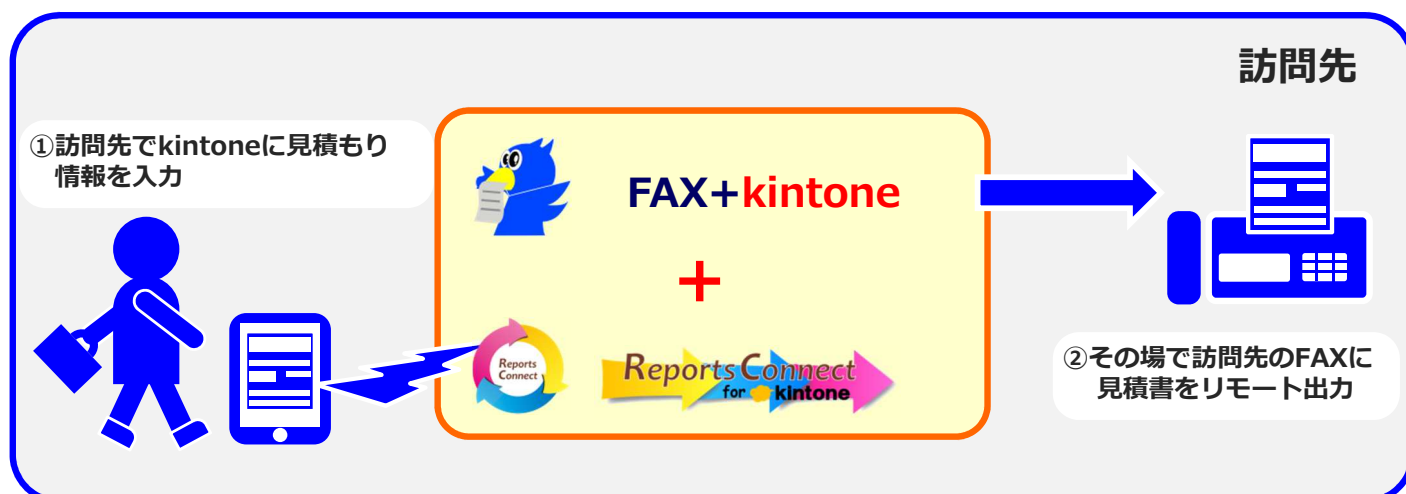 訪問先
①訪問先でkintoneに見積もり
情報を入力
FAX+kintone
+
Reports
Connect
ReportsConnect
for kintone
②その場で訪問先のFAXに
見積書をリモート出力